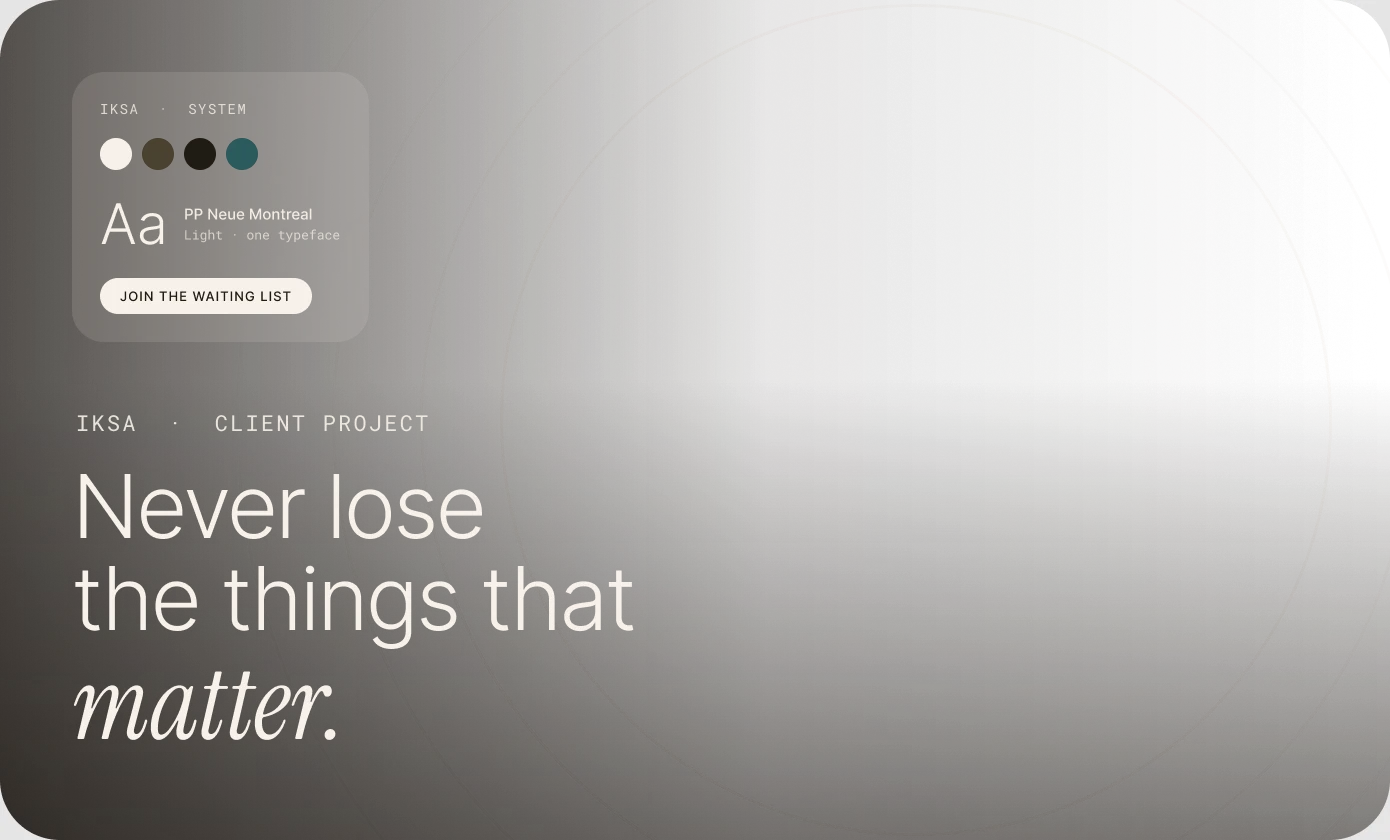 IKSA · SYSTEM
Aa
PP Neue Montreal
Light · one typeface
JOIN THE WAITING LIST
IKSA · CLIENT PROJECT
Never lose
the things that
matter.